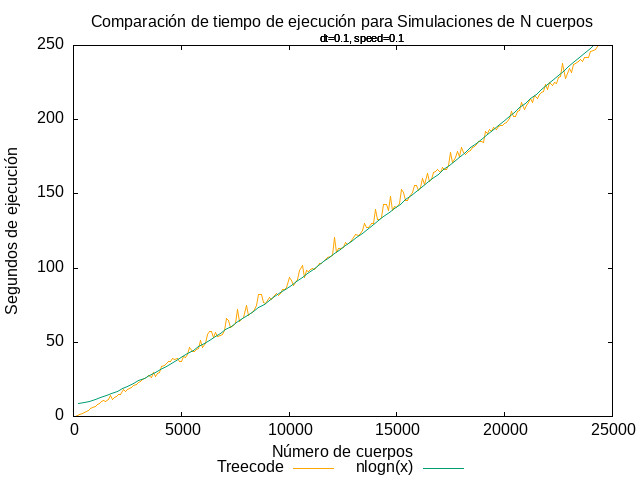 Comparación de tiempo de ejecución para Simulaciones de N cuerpos
dt=0.1, speed=0.1
250
200
150
100
50
0
Segundos de ejecución
0 5000 10000 15000 20000 25000
Número de cuerpos
Treecode nlogn(x)